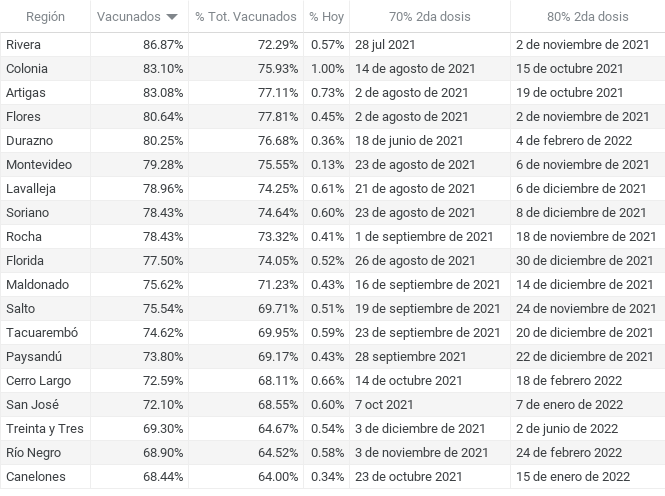 Región Vacunados % Tot. Vacunados % Hoy 70% 2da dosis 80% 2da dosis
Rivera 86.87% 72.29% 0.57% 28 jul 2021 2 de noviembre de 2021
Colonia 83.10% 75.93% 1.00% 14 de agosto de 2021 15 de octubre 2021
Artigas 83.08% 77.11% 0.73% 2 de agosto de 2021 19 de octubre 2021
Flores 80.64% 77.81% 0.45% 2 de agosto de 2021 2 de noviembre de 2021
Durazno 80.25% 76.68% 0.36% 18 de junio de 2021 4 de febrero de 2022
Montevideo 79.28% 75.55% 0.13% 23 de agosto de 2021 6 de noviembre de 2021
Lavalleja 78.96% 74.25% 0.61% 21 de agosto de 2021 6 de diciembre de 2021
Soriano 78.43% 74.64% 0.60% 23 de agosto de 2021 8 de diciembre de 2021
Rocha 78.43% 73.32% 0.41% 1 de septiembre de 2021 18 de noviembre de 2021
Florida 77.50% 74.05% 0.52% 26 de agosto de 2021 30 de diciembre de 2021
Maldonado 75.62% 71.23% 0.43% 16 de septiembre de 2021 14 de diciembre de 2021
Salto 75.54% 69.71% 0.51% 19 de septiembre de 2021 24 de noviembre de 2021
Tacuarembó 74.62% 69.95% 0.59% 23 de septiembre de 2021 20 de diciembre de 2021
Paysandú 73.80% 69.17% 0.43% 28 septiembre 2021 22 de diciembre de 2021
Cerro Largo 72.59% 68.11% 0.66% 14 de octubre de 2021 18 de febrero 2022
San José 72.10% 68.55% 0.60% 7 oct 2021 7 de enero de 2022
Treinta y Tres 69.30% 64.67% 0.54% 3 de diciembre de 2021 2 de junio de 2022
Río Negro 68.90% 64.52% 0.58% 3 de noviembre de 2021 24 de febrero 2022
Canelones 68.44% 64.00% 0.34% 23 de octubre de 2021 15 de enero de 2022